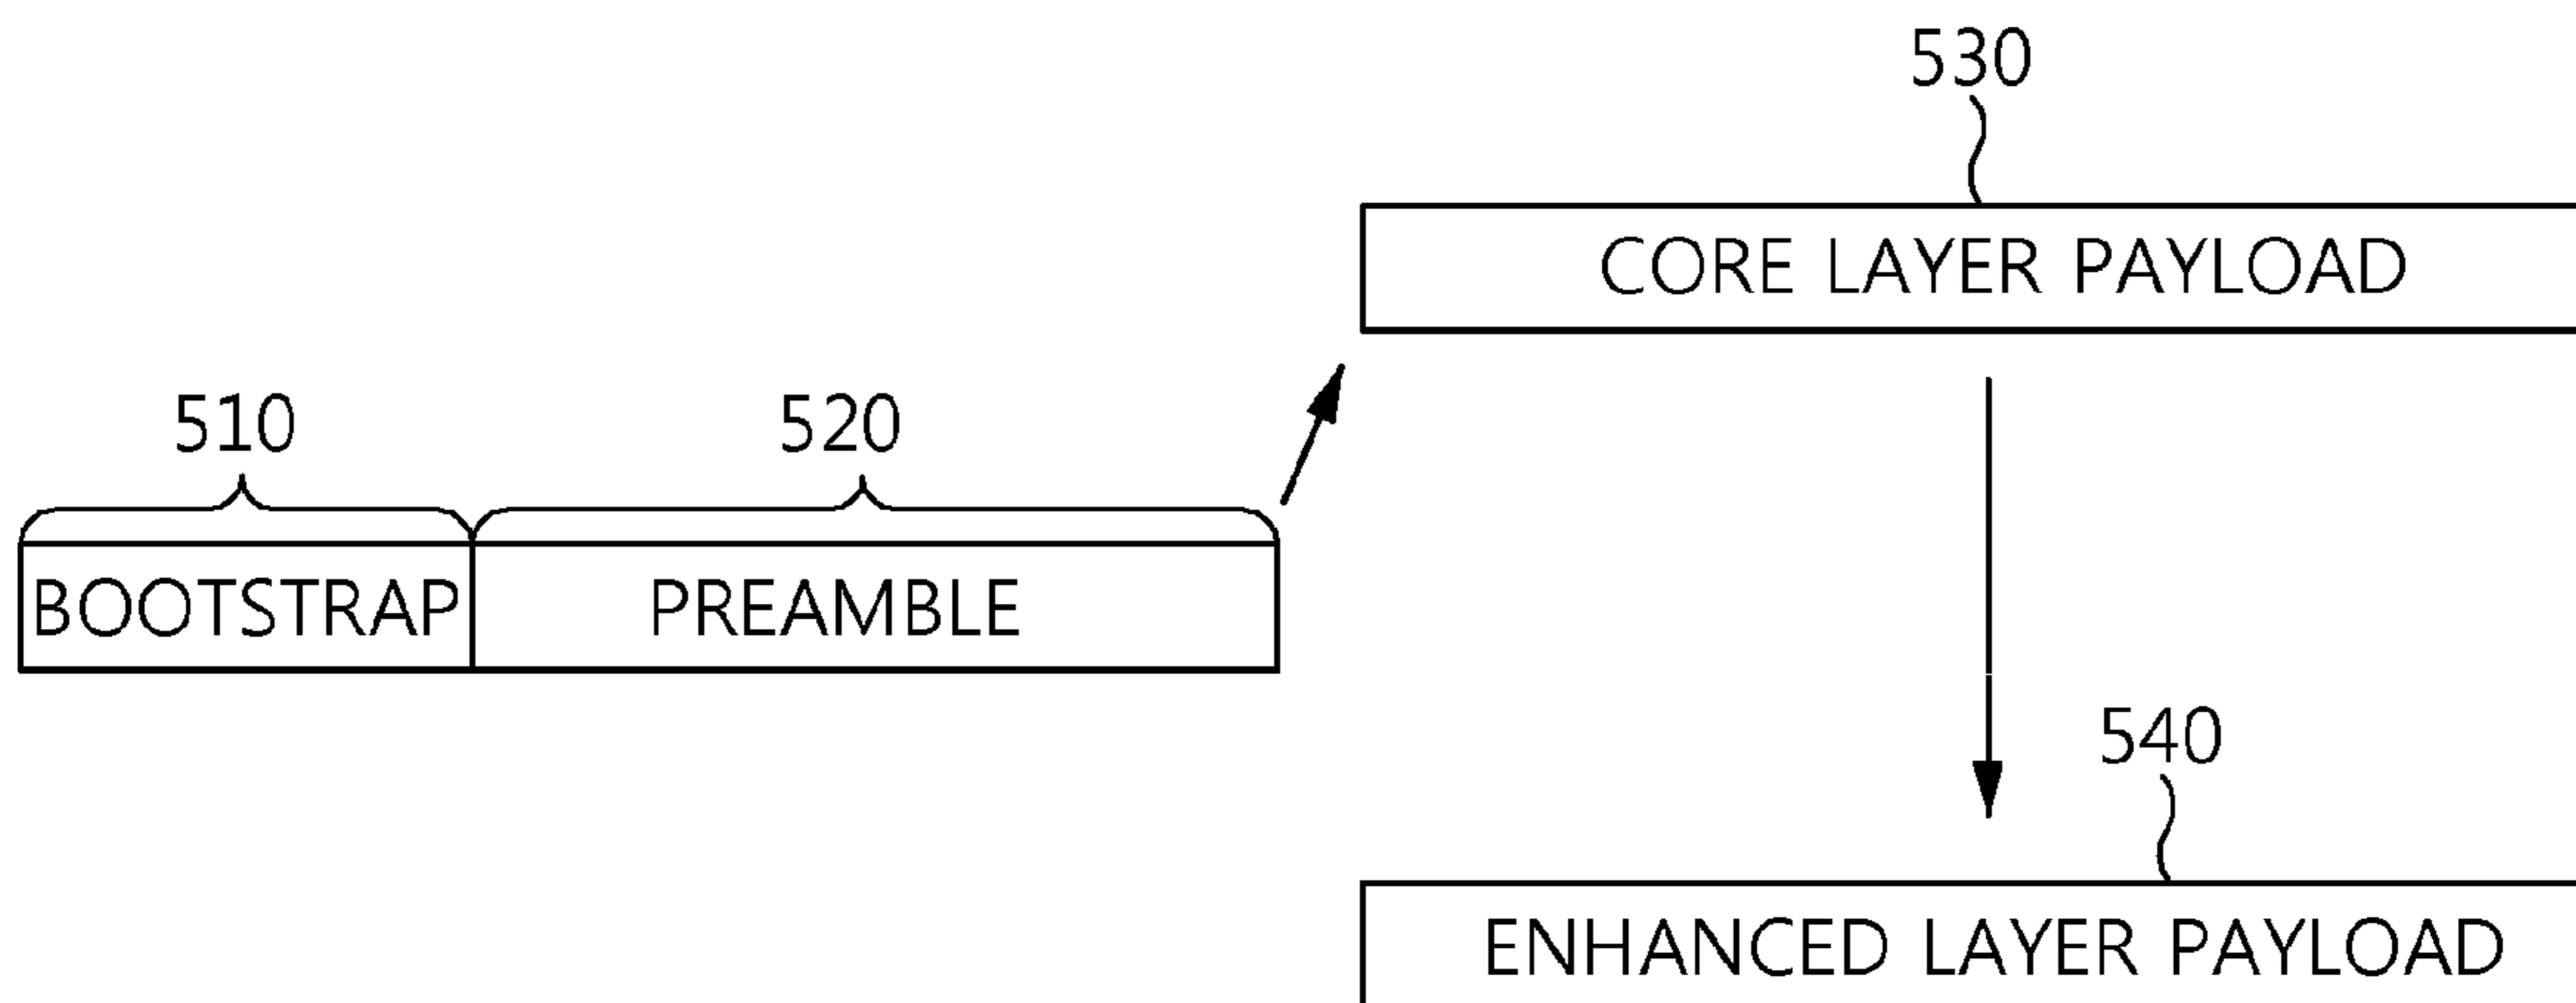 530
CORE LAYER PAYLOAD
510
520
BOOTSTRAP
PREAMBLE
540
ENHANCED LAYER PAYLOAD